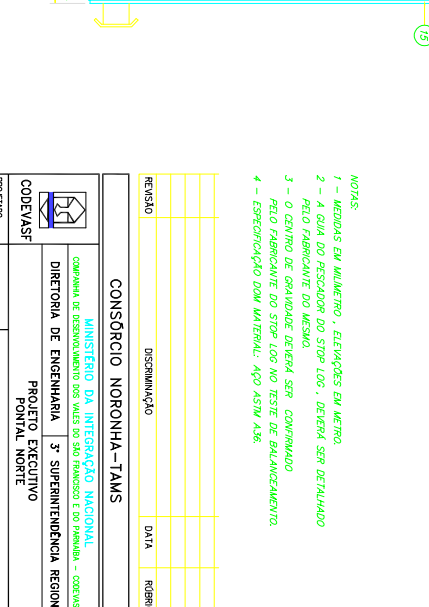 15
NOTAS:
1 - MEDIDAS EM MILÍMETRO , ELEVAÇÕES EM METRO.
2 - A GUIA DO PESCADOR DO STOP LOG , DEVERÁ SER DETALHADO
PELO FABRICANTE DO MESMO.
3 - O CENTRO DE GRAVIDADE DEVERÁ SER CONFIRMADO
PELO FABRICANTE DO STOP LOG NO TESTE DE BALANCEAMENTO.
4 - ESPECIFICAÇÃO DOM MATERIAL: AÇO ASTM A36.
REVISÃO DISCRIMINAÇÃO DATA RÚBRI
CONSÓRCIO NORONHA-TAMS
MINISTÉRIO DA INTEGRAÇÃO NACIONAL
COMPANHIA DE DESENVOLVIMENTO DOS VALES DO SÃO FRANCISCO E DO PARNAÍBA - CODEVAS
DIRETORIA DE ENGENHARIA 3ª SUPERINTENDÊNCIA REGION
CODEVASF
PROJETO EXECUTIVO
PONTAL NORTE